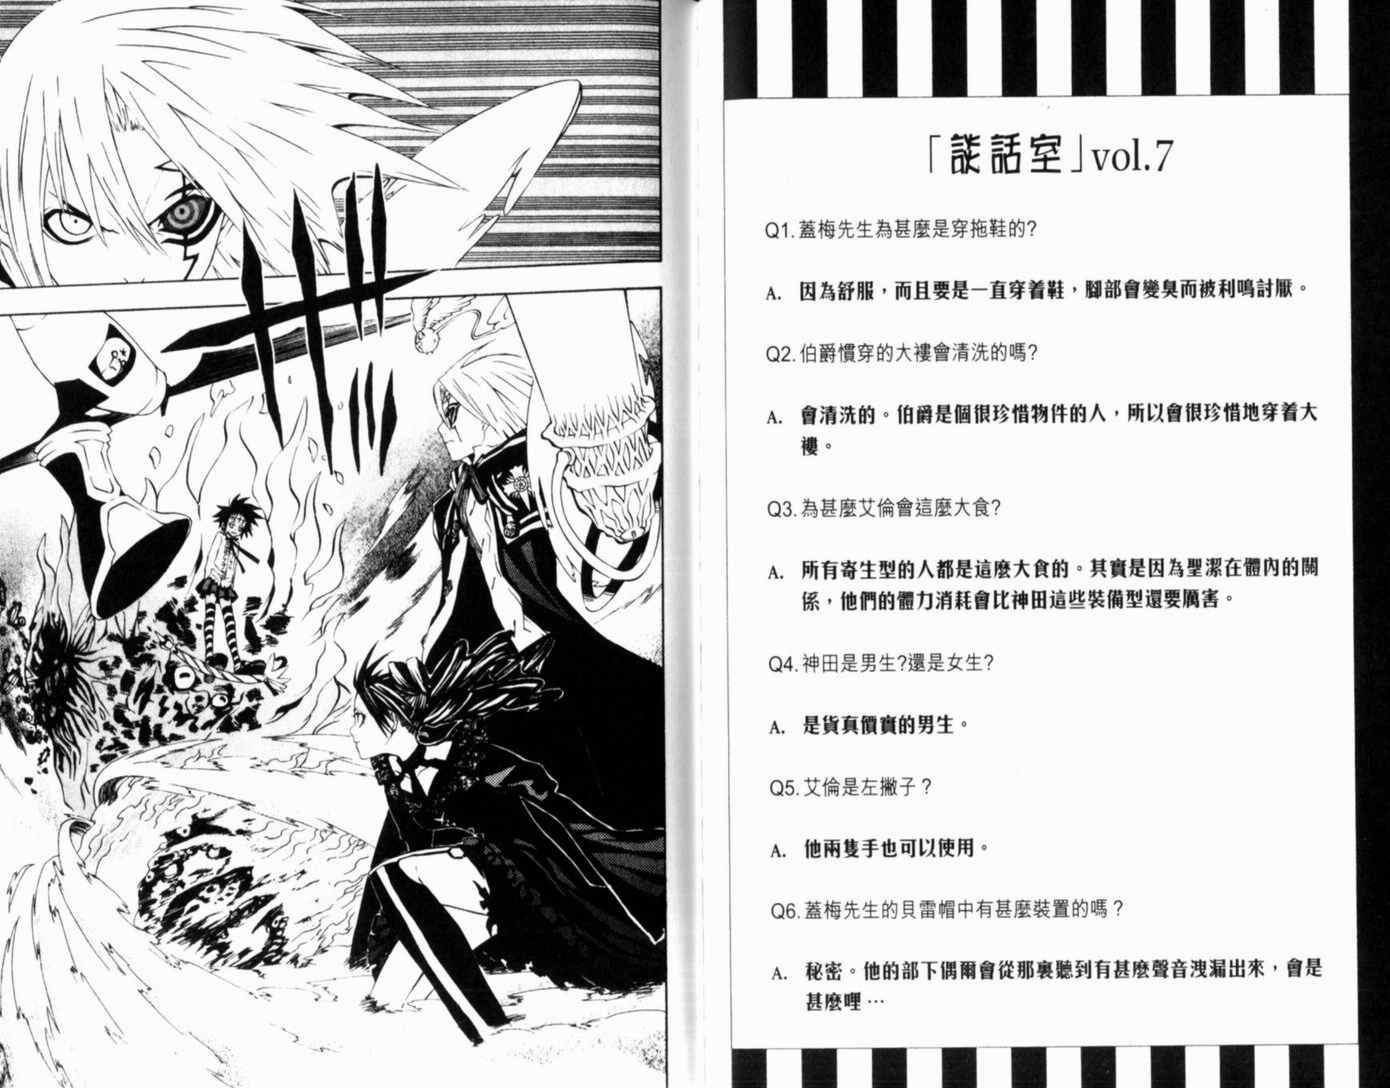 「談話室」vol.7
Q1.蓋梅先生為甚麼是穿拖鞋的?
A. 因為舒服，而且要是一直穿着鞋，腳部會變臭而被利鳴討厭。
Q2.伯爵慣穿的大褸會清洗的嗎?
A. 會清洗的。伯爵是個很珍惜物件的人，所以會很珍惜地穿着大
褸。
Q3.為甚麼艾倫會這麼大食?
A. 所有寄生型的人都是這麼大食的。其實是因為聖潔在體內的關
係，他們的體力消耗會比神田這些裝備型還要厲害。
Q4.神田是男生?還是女生?
A. 是貨真價實的男生。
Q5.艾倫是左撇子？
A. 他兩隻手也可以使用。
Q6.蓋梅先生的貝雷帽中有甚麼裝置的嗎？
A. 秘密。他的部下偶爾會從那裏聽到有甚麼聲音洩漏出來，會是
甚麼哩…